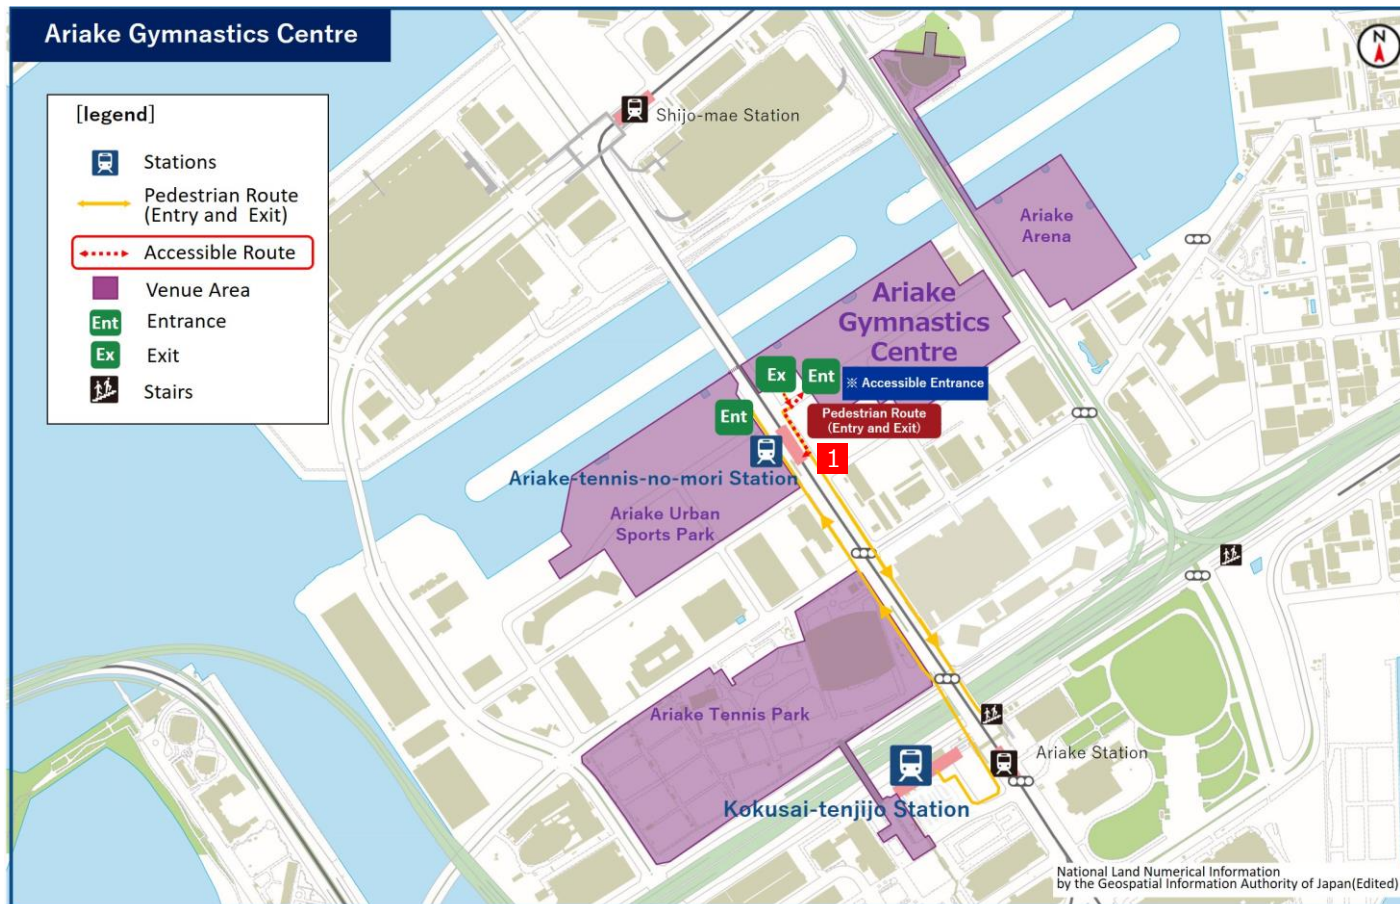 Ariake Gymnastics Centre
N
[legend]
Stations
Pedestrian Route
(Entry and Exit)
Accessible Route
Venue Area
Ent Entrance
Ex Exit
Stairs
Shijo-mae Station
Ariake
Arena
Ariake
Gymnastics
Centre
Ex
Ent
※ Accessible Entrance
Ent
Pedestrian Route
(Entry and Exit)
1
Ariake-tennis-no-mori Station
Ariake Urban
Sports Park
Ariake Tennis Park
Ariake Station
Kokusai-tenjijo Station
National Land Numerical Information
by the Geospatial Information Authority of Japan(Edited)